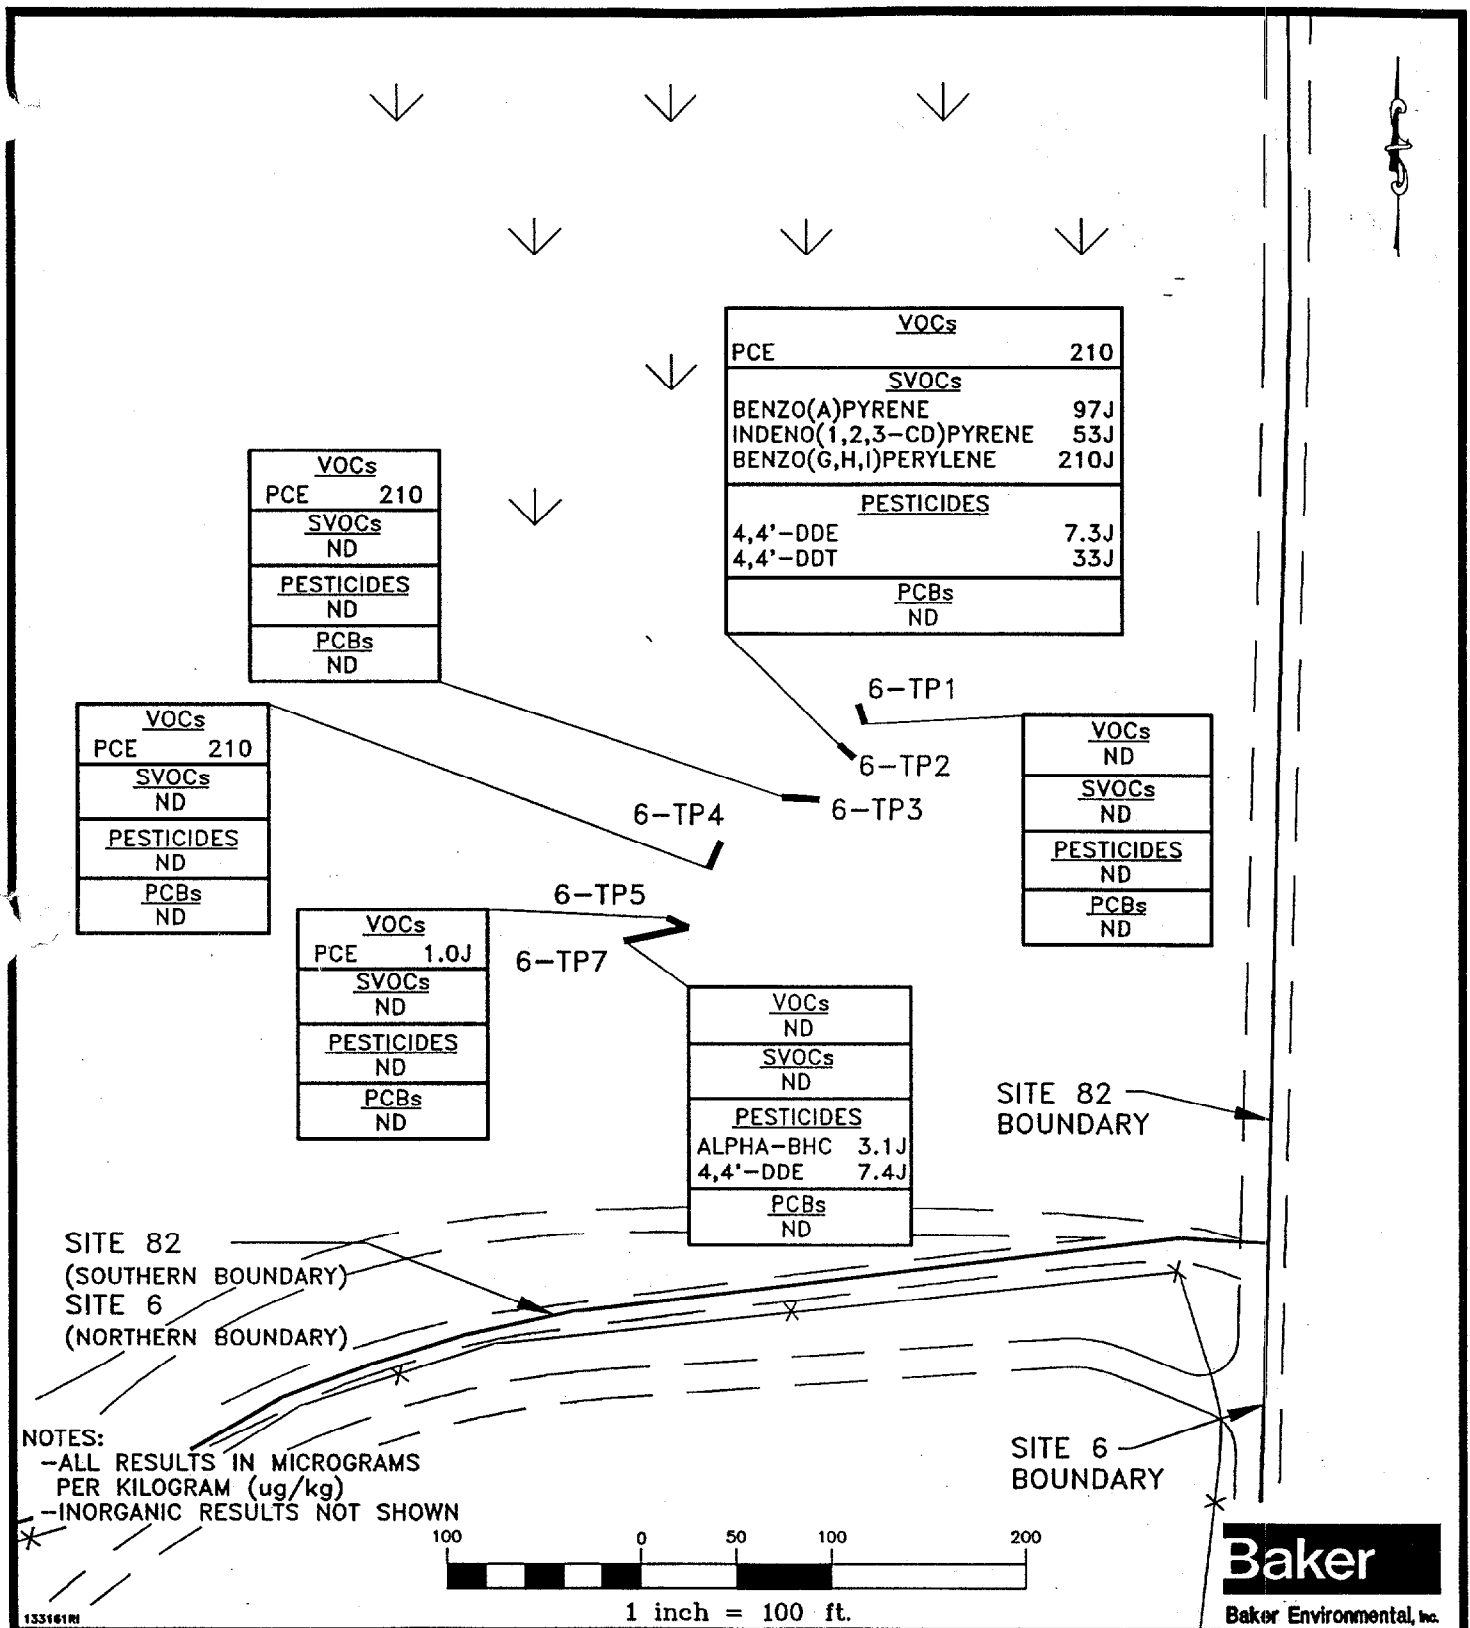 VOCs
PCE 210
SVOCs
BENZO(A)PYRENE 97J
INDENO(1,2,3-CD)PYRENE 53J
BENZO(G,H,I)PERYLENE 210J
PESTICIDES
4,4'-DDE 7.3J
4,4'-DDT 33J
PCBs
ND
VOCs
PCE 210
SVOCs
ND
PESTICIDES
ND
PCBs
ND
VOCs
PCE 210
SVOCs
ND
PESTICIDES
ND
PCBs
ND
6-TP1
6-TP2
6-TP3
6-TP4
6-TP5
6-TP7
VOCs
ND
SVOCs
ND
PESTICIDES
ND
PCBs
ND
VOCs
PCE 1.0J
SVOCs
ND
PESTICIDES
ND
PCBs
ND
VOCs
ND
SVOCs
ND
PESTICIDES
ALPHA-BHC 3.1J
4,4'-DDE 7.4J
PCBs
ND
SITE 82
BOUNDARY
SITE 82
(SOUTHERN BOUNDARY)
SITE 6
(NORTHERN BOUNDARY)
SITE 6
BOUNDARY
NOTES:
-ALL RESULTS IN MICROGRAMS
PER KILOGRAM (ug/kg)
-INORGANIC RESULTS NOT SHOWN
100 0 50 100 200
1 inch = 100 ft.
133161RI
Baker
Baker Environmental, Inc.